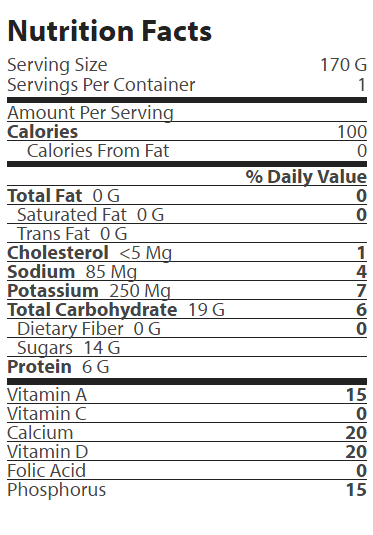 Nutrition Facts
Serving Size 170 G
Servings Per Container 1
Amount Per Serving
Calories 100
Calories From Fat 0
% Daily Value
Total Fat 0 G 0
Saturated Fat 0 G 0
Trans Fat 0 G
Cholesterol <5 Mg 1
Sodium 85 Mg 4
Potassium 250 Mg 7
Total Carbohydrate 19 G 6
Dietary Fiber 0 G 0
Sugars 14 G
Protein 6 G
Vitamin A 15
Vitamin C 0
Calcium 20
Vitamin D 20
Folic Acid 0
Phosphorus 15